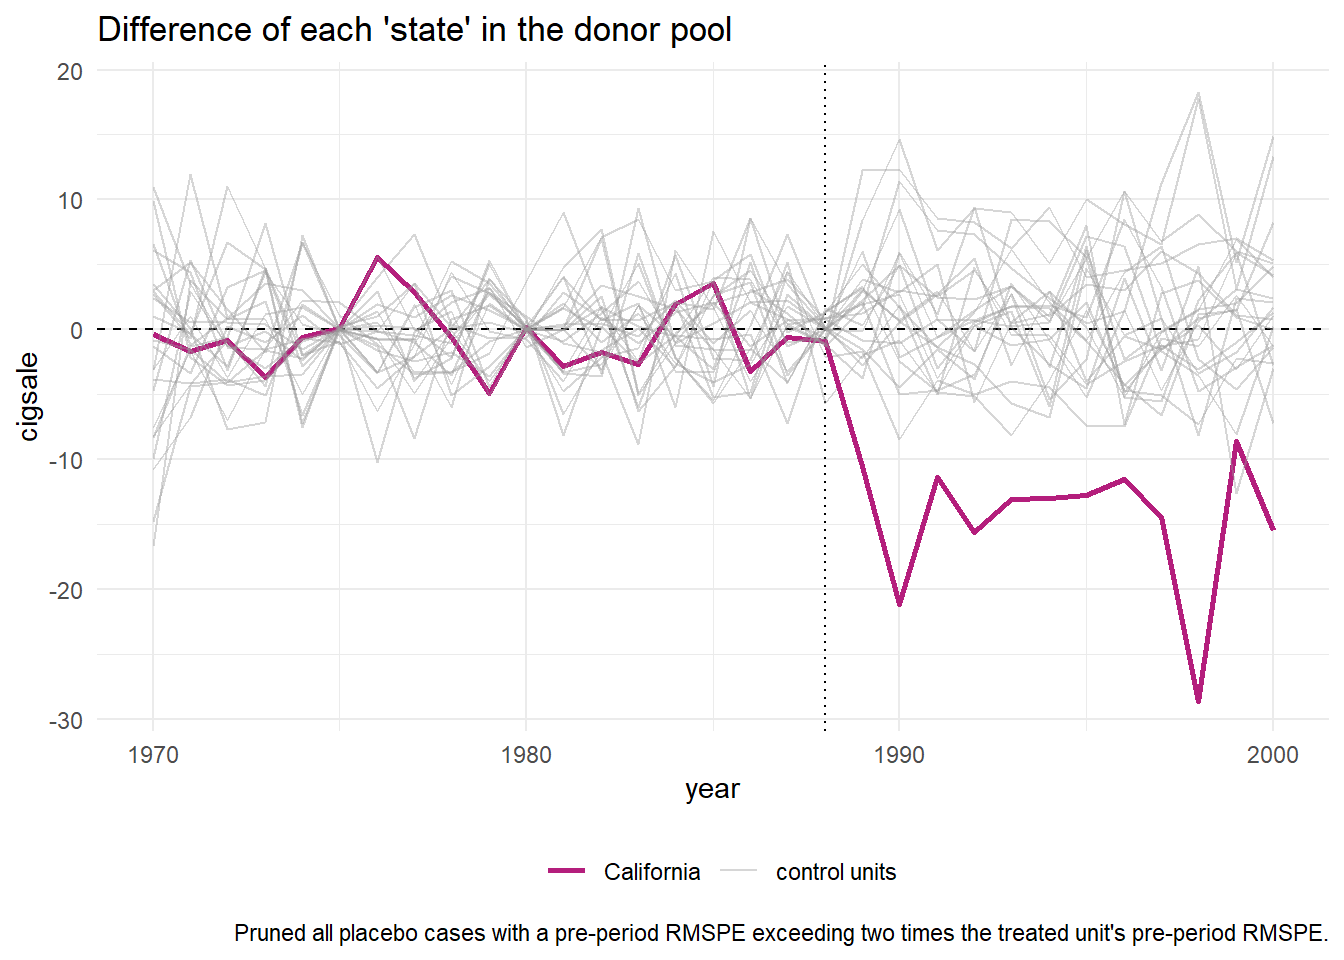 Difference of each 'state' in the donor pool
20
10
0
-10
-20
-30
cigsale
1970
1980
1990
2000
year
California
control units
Pruned all placebo cases with a pre-period RMSPE exceeding two times the treated unit's pre-period RMSPE.